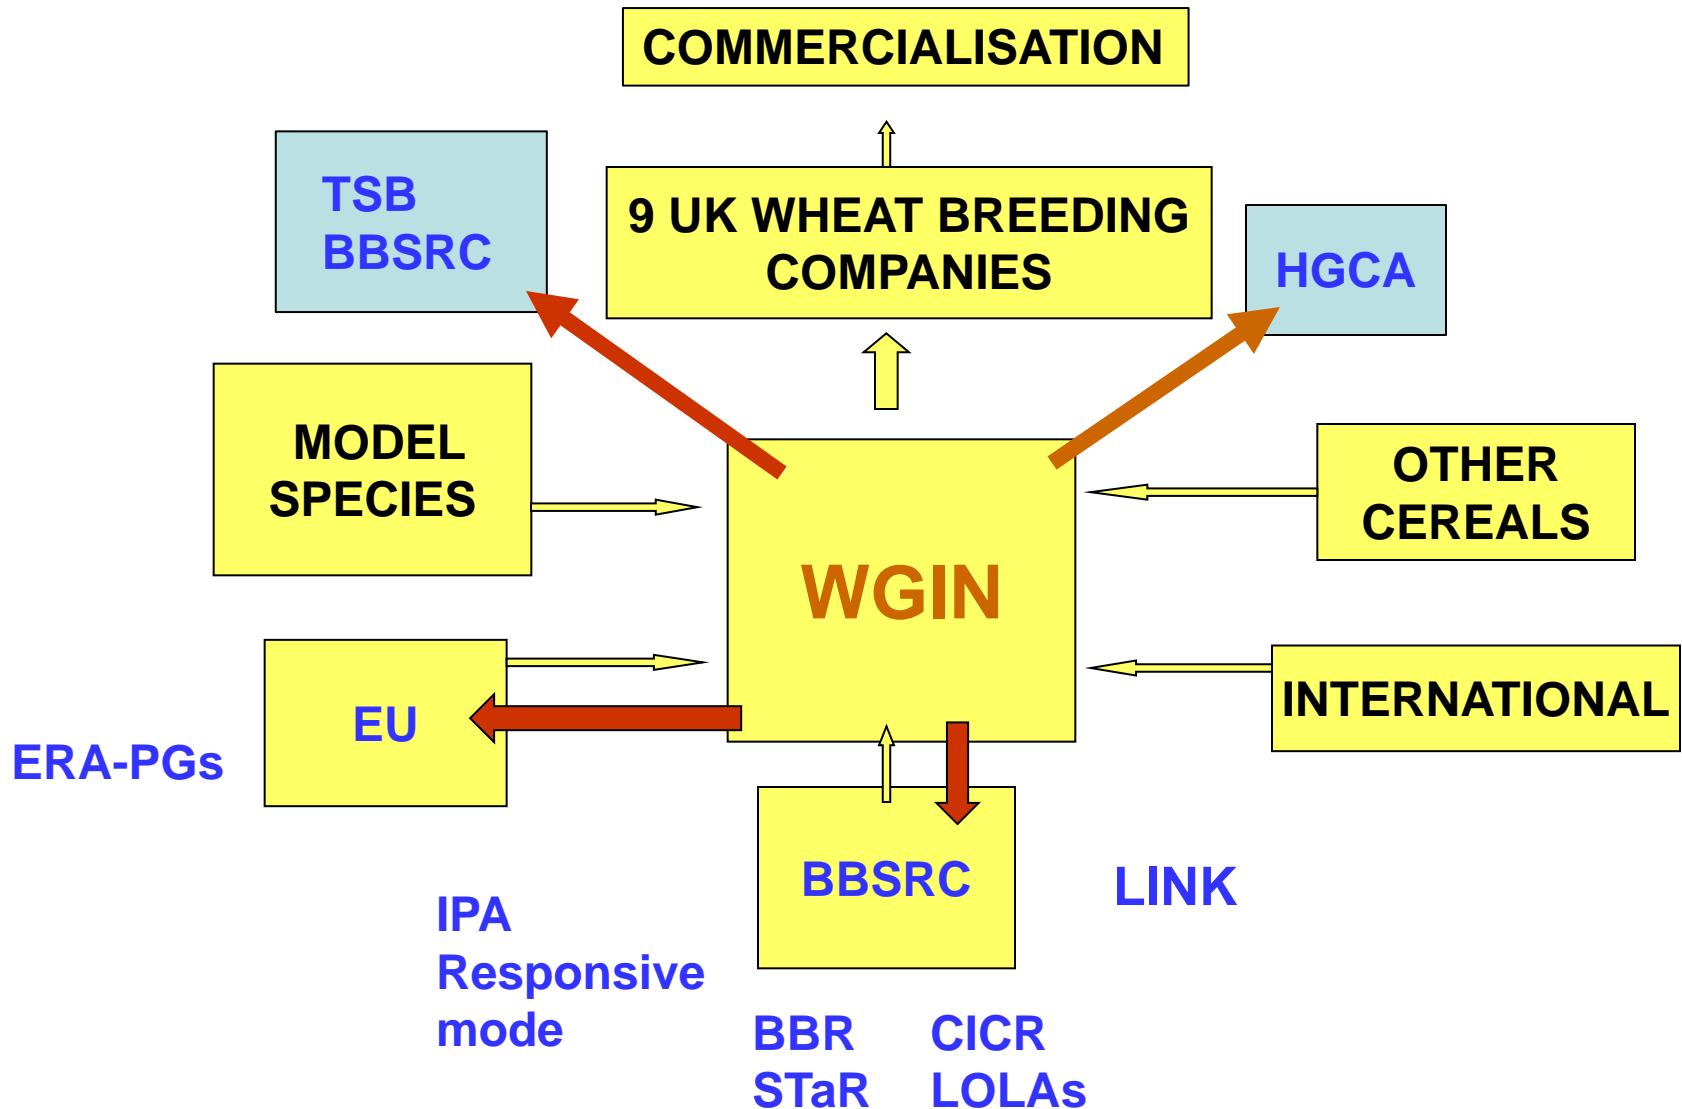 COMMERCIALISATION
TSB
BBSRC
9 UK WHEAT BREEDING
COMPANIES
HGCA
MODEL
SPECIES
OTHER
CEREALS
WGIN
EU
INTERNATIONAL
ERA-PGs
BBSRC
LINK
IPA
Responsive
mode
BBR
STaR
CICR
LOLAs